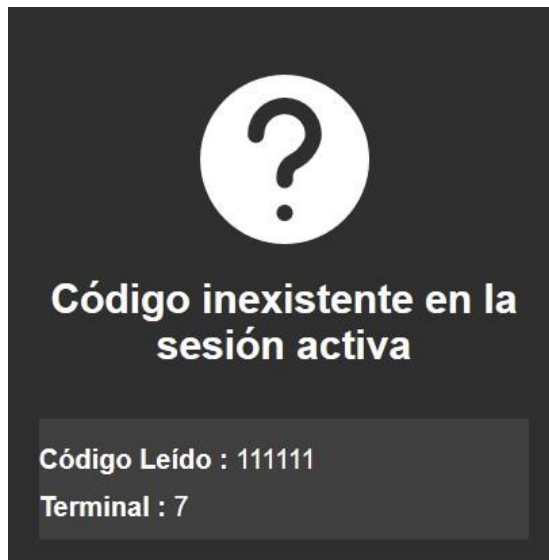 Código inexistente en la
sesión activa
Código Leído : 111111
Terminal : 7